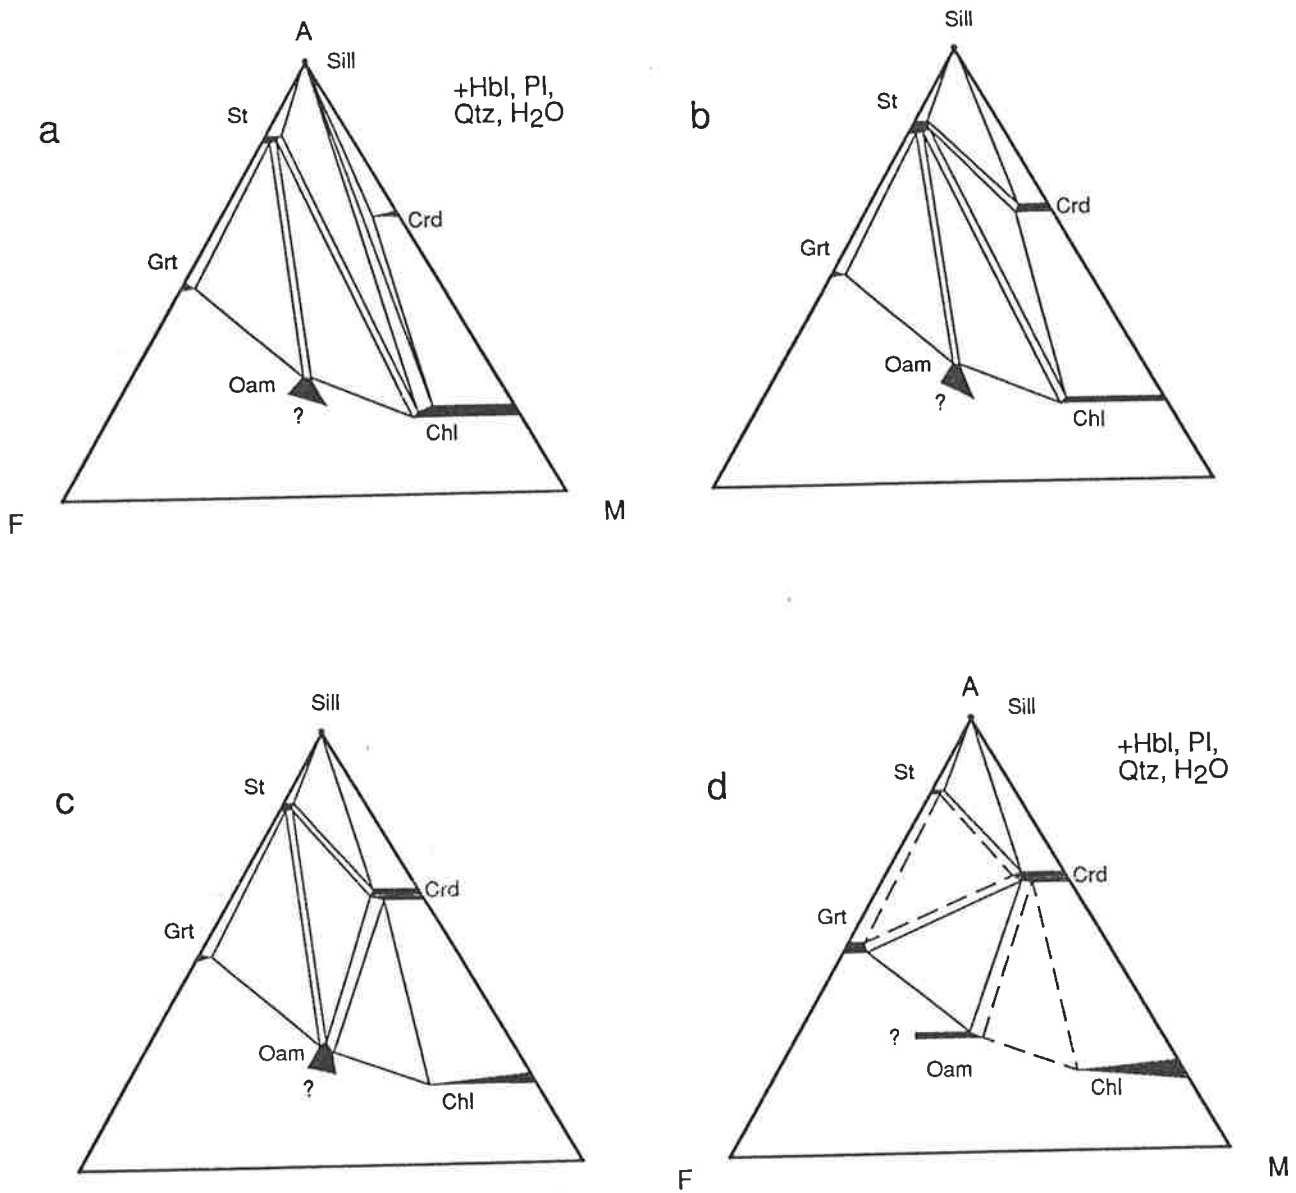 A
Sill
+Hbl, Pl,
Qtz, H2O
St
a
Crd
Grt
Oam
?
Chl
F
M
Sill
St
b
Crd
Grt
Oam
?
Chl
Sill
St
c
Crd
Grt
Oam
?
Chl
A
Sill
+Hbl, Pl,
Qtz, H2O
St
d
Crd
Grt
?
Oam
Chl
F
M